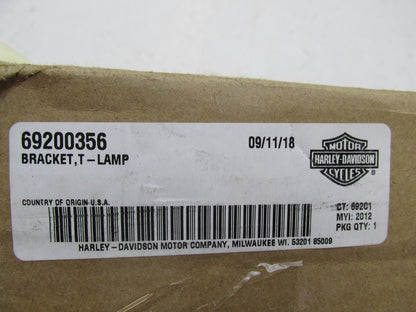 69200356
09/11/18
BRACKET,T-LAMP
MOTOR
HARLEY-DAVIDSON
CYCLES
®
COUNTRY OF ORIGIN U.S.A.
CT: 69201
MYI: 2012
PKG QTY: 1
HARLEY-DAVIDSON MOTOR COMPANY, MILWAUKEE WI. 53201 85009